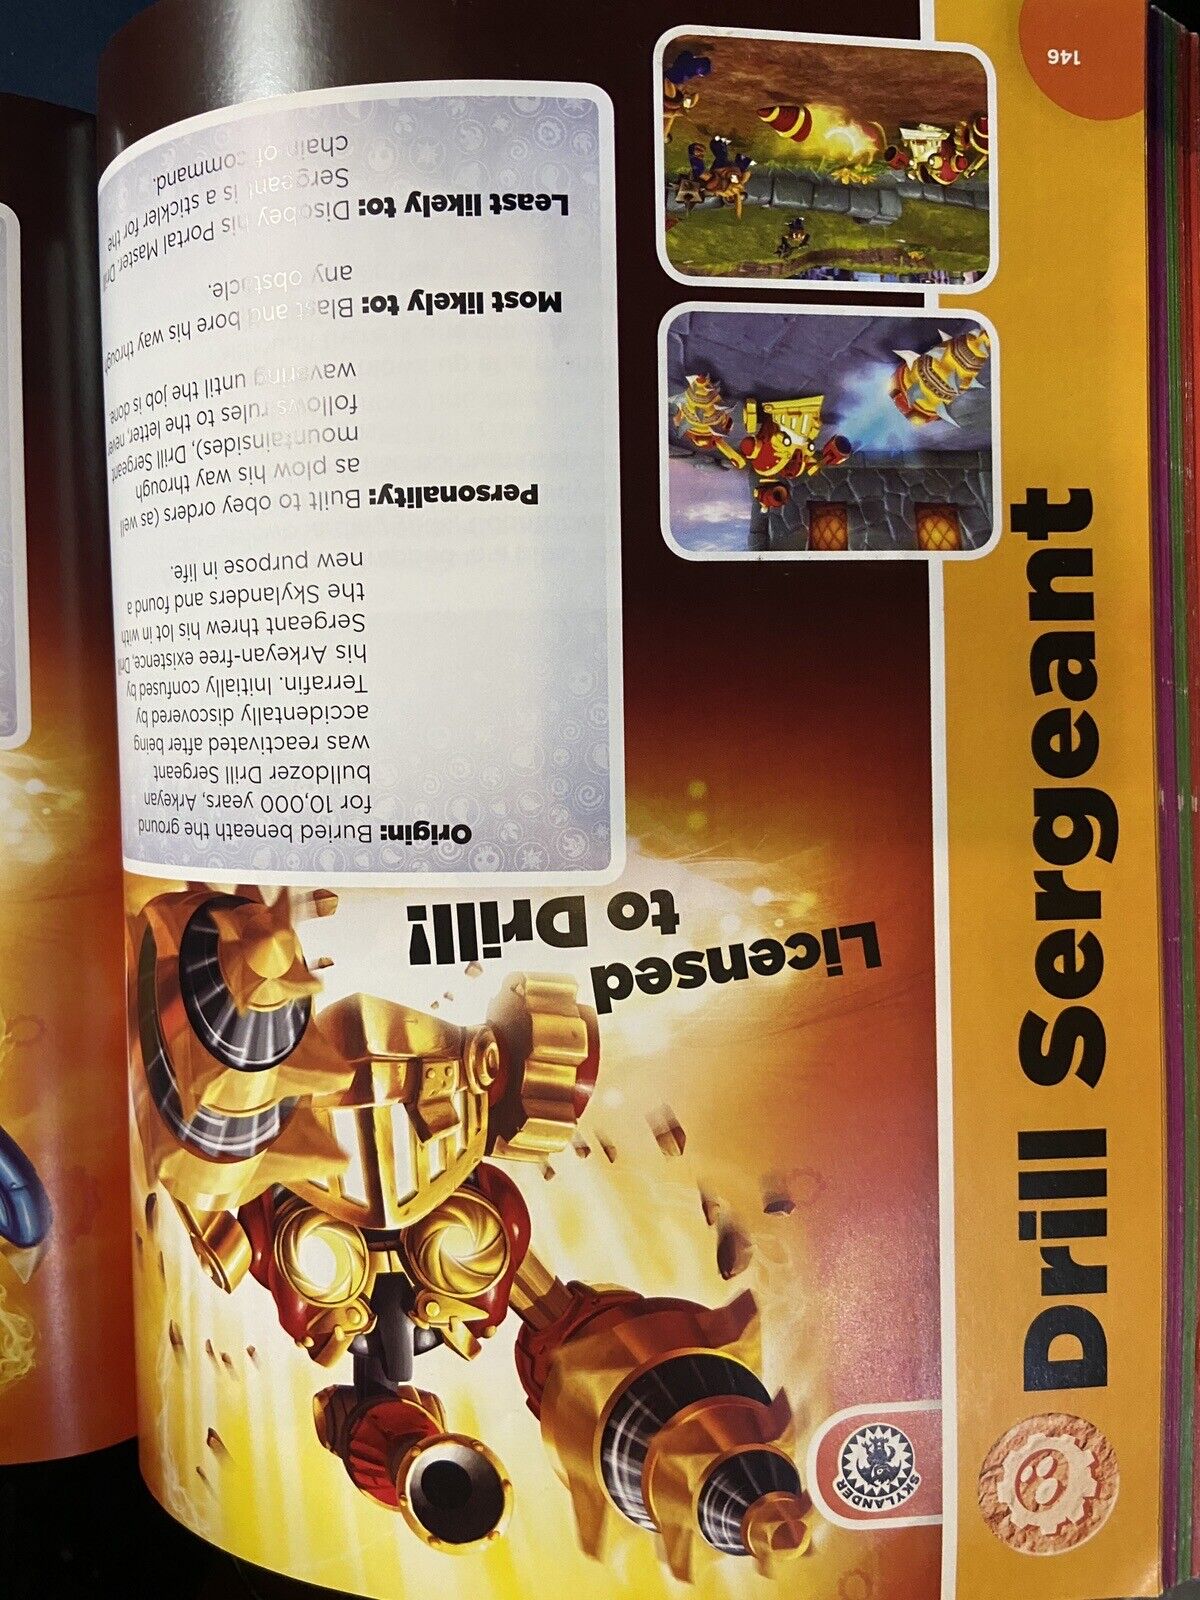 Drill Sergeant
SKYLANDER
Licensed
to Drill!
Origin: Buried beneath the ground
for 10,000 years, Arkeyan
bulldozer Drill Sergeant
was reactivated after being
accidentally discovered by
Terrafin. Initially confused by
his Arkeyan-free existence, Drill
Sergeant threw his lot in with
the Skylanders and found a
new purpose in life.
Personality: Built to obey orders (as well
as plow his way through
mountainsides), Drill Sergeant
follows rules to the letter, never
wavering until the job is done.
Most likely to: Blast and bore his way through
any obstacle.
Least likely to: Disobey his Portal Master. Drill
Sergeant is a stickler for the
chain of command.
146